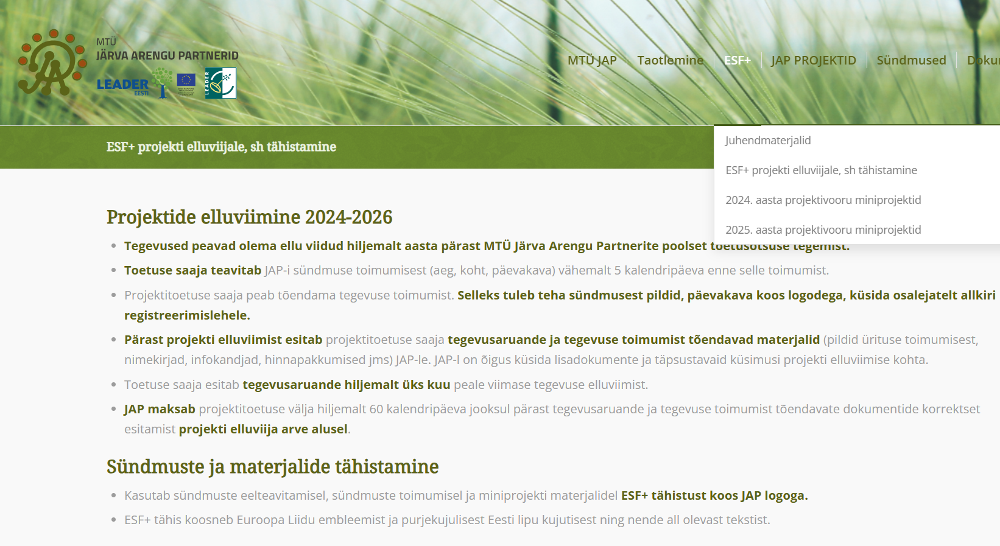 MTÜ
JÄRVA ARENGU PARTNERID
LEADER
EESTI
LEADER
MTÜ JAP
Taotlemine
ESF+
JAP PROJEKTID
Sündmused
ESF+ projekti elluviijale, sh tähistamine
Juhendmaterjalid
ESF+ projekti elluviijale, sh tähistamine
2024. aasta projektivooru miniprojektid
2025. aasta projektivooru miniprojektid
Projektide elluviimine 2024-2026
Tegevused peavad olema ellu viidud hiljemalt aasta pärast MTÜ Järva Arengu Partnerite poolset toetusotsuse tegemist.
Toetuse saaja teavitab JAP-i sündmuse toimumisest (aeg, koht, päevakava) vähemalt 5 kalendripäeva enne selle toimumist.
Projektitoetuse saaja peab tõendama tegevuse toimumist. Selleks tuleb teha sündmusest pildid, päevakava koos logodega, küsida osalejatelt allkiri
registreerimislehele.
Pärast projekti elluviimist esitab projektitoetuse saaja tegevusaruande ja tegevuse toimumist tõendavad materjalid (pildid ürituse toimumisest,
nimekirjad, infokandjad, hinnapakkumised jms) JAP-le. JAP-l on õigus küsida lisadokumente ja täpsustavaid küsimusi projekti elluviimise kohta.
Toetuse saaja esitab tegevusaruande hiljemalt üks kuu peale viimase tegevuse elluviimist.
JAP maksab projektitoetuse välja hiljemalt 60 kalendripäeva jooksul pärast tegevusaruande ja tegevuse toimumist tõendavate dokumentide korrektset
esitamist projekti elluviija arve alusel.
Sündmuste ja materjalide tähistamine
Kasutab sündmuste eelteavitamisel, sündmuste toimumisel ja miniprojekti materjalidel ESF+ tähistust koos JAP logoga.
ESF+ tähis koosneb Euroopa Liidu embleemist ja purjekujulisest Eesti lipu kujutisest ning nende all olevast tekstist.